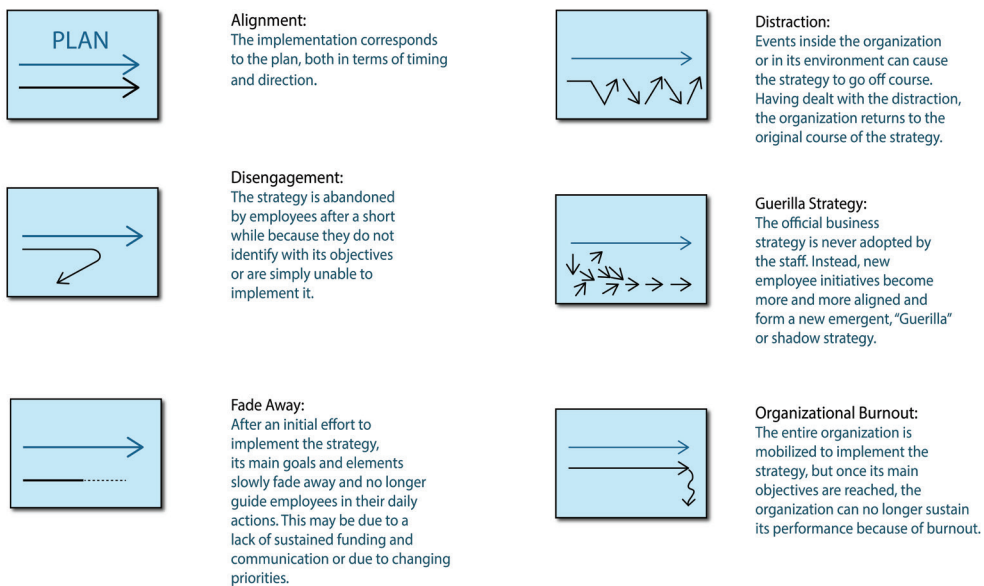 PLAN
Alignment:
The implementation corresponds
to the plan, both in terms of timing
and direction.
Disengagement:
The strategy is abandoned
by employees after a short
while because they do not
identify with its objectives
or are simply unable to
implement it.
Fade Away:
After an initial effort to
implement the strategy,
its main goals and elements
slowly fade away and no longer
guide employees in their daily
actions. This may be due to a
lack of sustained funding and
communication or due to changing
priorities.
Distraction:
Events inside the organization
or in its environment can cause
the strategy to go off course.
Having dealt with the distraction,
the organization returns to the
original course of the strategy.
Guerilla Strategy:
The official business
strategy is never adopted by
the staff. Instead, new
employee initiatives become
more and more aligned and
form a new emergent, “Guerilla”
or shadow strategy.
Organizational Burnout:
The entire organization is
mobilized to implement the
strategy, but once its main
objectives are reached, the
organization can no longer sustain
its performance because of burnout.